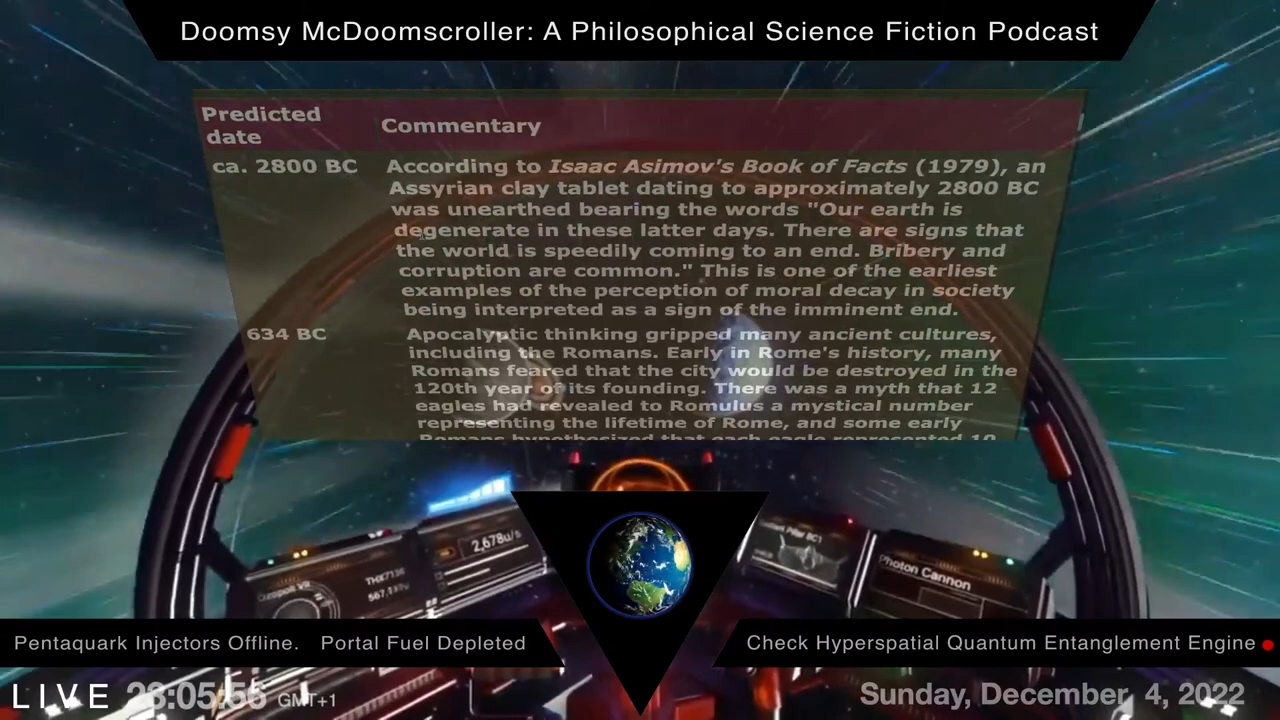 Doomsy McDoomscroller: A Philosophical Science Fiction Podcast
Predicted
date
Commentary
ca. 2800 BC
According to Isaac Asimov's Book of Facts (1979), an
Assyrian clay tablet dating to approximately 2800 BC
was unearthed bearing the words "Our earth is
degenerate in these latter days. There are signs that
the world is speedily coming to an end. Bribery and
corruption are common." This is one of the earliest
examples of the perception of moral decay in society
being interpreted as a sign of the imminent end.
634 BC
Apocalyptic thinking gripped many ancient cultures,
including the Romans. Early in Rome's history, many
Romans feared that the city would be destroyed in the
120th year of its founding. There was a myth that 12
eagles had revealed to Romulus a mystical number
representing the lifetime of Rome, and some early
Romans hypothesized that each eagle represented 10
2,678u/s
THX7138
Photon Cannon
Pentaquark Injectors Offline. Portal Fuel Depleted
Check Hyperspatial Quantum Entanglement Engine
LIVE
GMT+1
Sunday, December 4, 2022